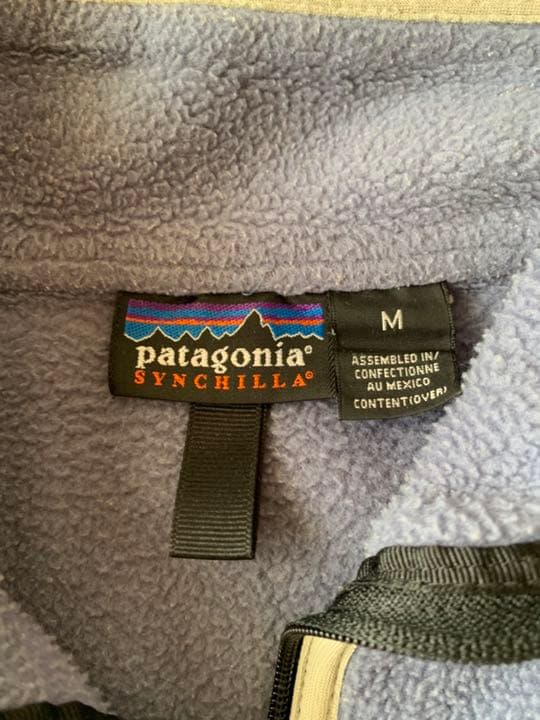 patagonia®
SYNCHILLA®
M
ASSEMBLED IN/
CONFECTIONNE
AU MEXICO
CONTENT(OVER)